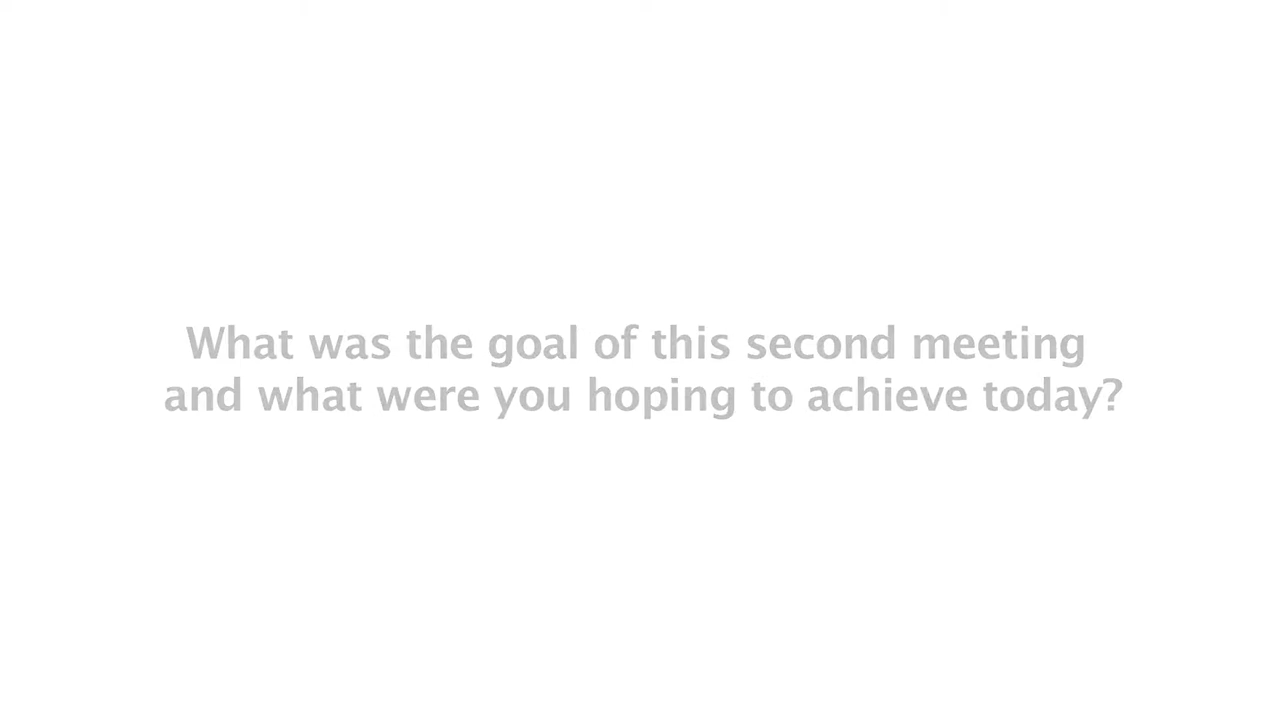 What was the goal of this second meeting
and what were you hoping to achieve today?